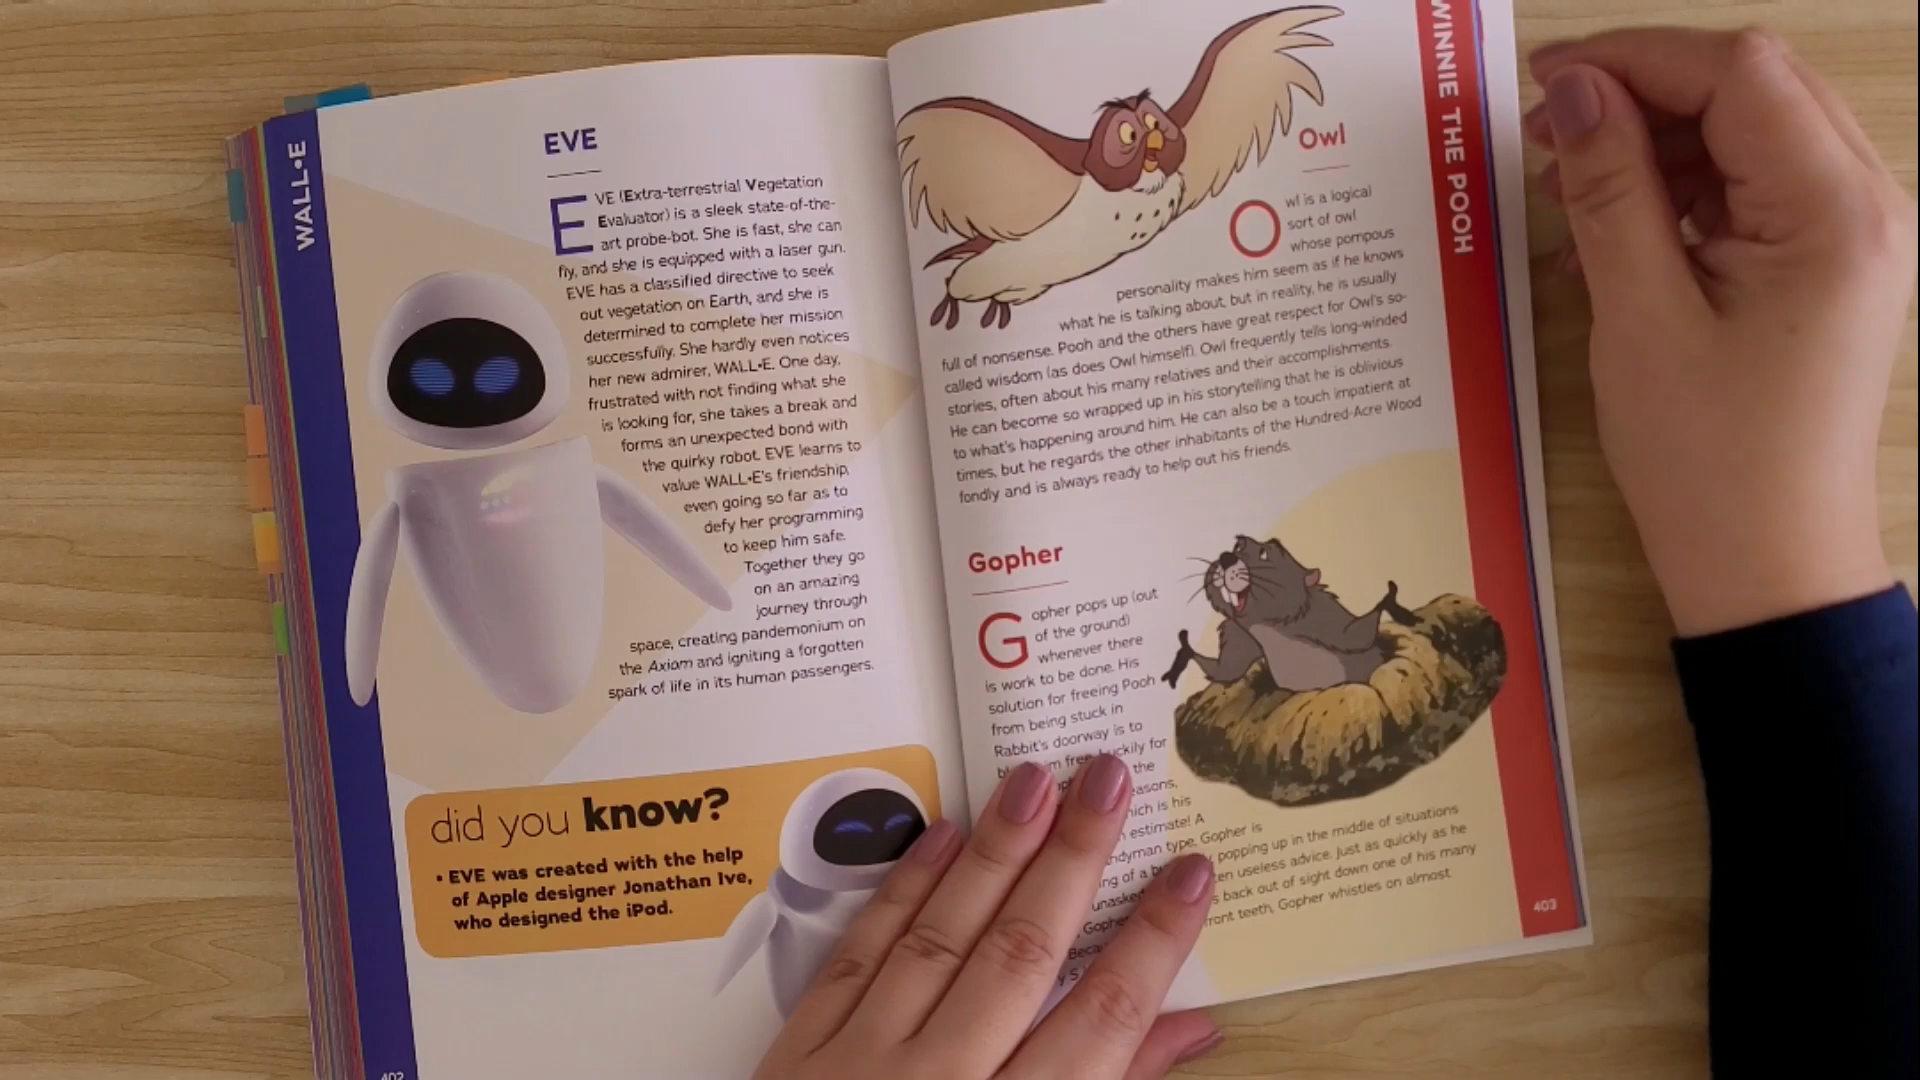 WALL•E
EVE
EVE (Extra-terrestrial Vegetation
Evaluator) is a sleek state-of-the-
art probe-bot. She is fast, she can
fly, and she is equipped with a laser gun.
EVE has a classified directive to seek
out vegetation on Earth, and she is
determined to complete her mission
successfully. She hardly even notices
her new admirer, WALL•E. One day,
frustrated with not finding what she
is looking for, she takes a break and
forms an unexpected bond with
the quirky robot. EVE learns to
value WALL•E's friendship,
even going so far as to
defy her programming
to keep him safe.
Together they go
on an amazing
journey through
space, creating pandemonium on
the Axiom and igniting a forgotten
spark of life in its human passengers.
did you know?
• EVE was created with the help
of Apple designer Jonathan Ive,
who designed the iPod.
402
WINNIE THE POOH
Owl
Owl is a logical
sort of owl
whose pompous
personality makes him seem as if he knows
what he is talking about, but in reality, he is usually
full of nonsense. Pooh and the others have great respect for Owl's so-
called wisdom (as does Owl himself). Owl frequently tells long-winded
stories, often about his many relatives and their accomplishments.
He can become so wrapped up in his storytelling that he is oblivious
to what's happening around him. He can also be a touch impatient at
times, but he regards the other inhabitants of the Hundred-Acre Wood
fondly and is always ready to help out his friends.
Gopher
Gopher pops up (out
of the ground)
whenever there
is work to be done. His
solution for freeing Pooh
from being stuck in
Rabbit's doorway is to
him free. Luckily for
the
hich is his
estimate! A
type, Gopher is
popping up in the middle of situations
unasked useless advice. Just as quickly as he
Gopher back out of sight down one of his many
front teeth, Gopher whistles on almost
403